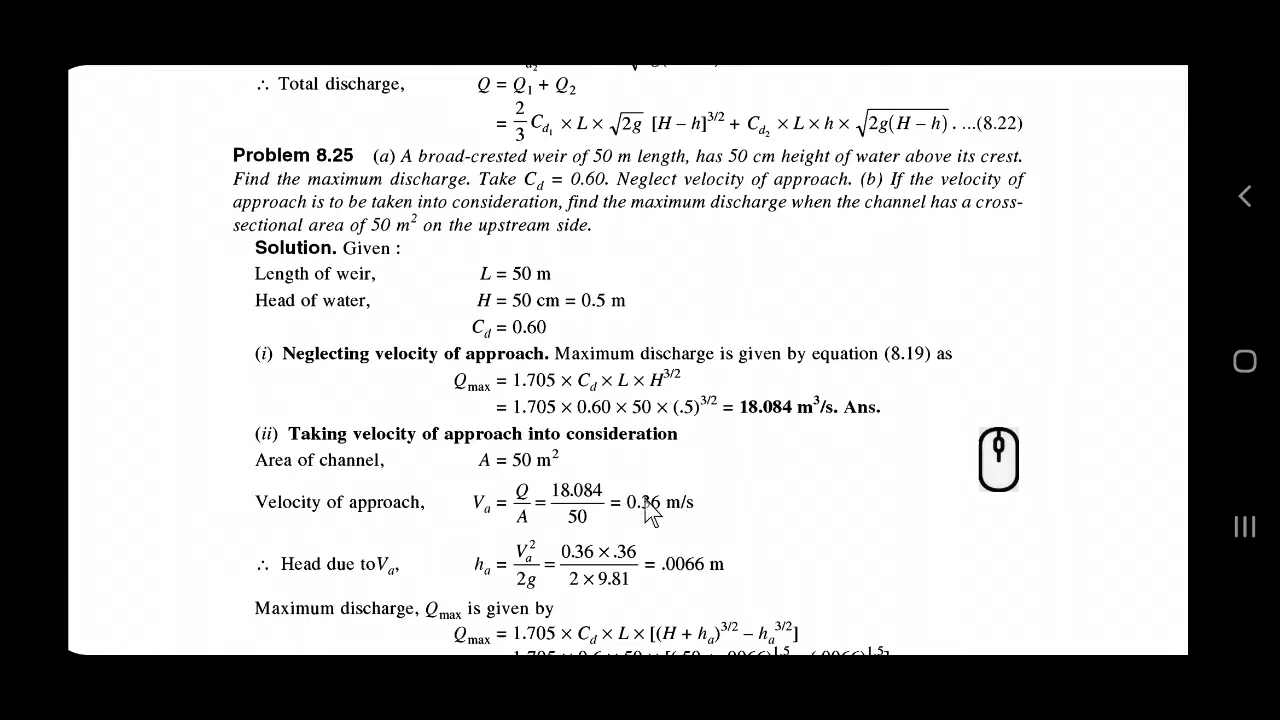 ∴ Total discharge, Q = Q₁ + Q₂
= 2/3 C_d₁ × L × √2g [H – h]^3/2 + C_d₂ × L × h × √2g(H – h) . ...(8.22)
Problem 8.25 (a) A broad-crested weir of 50 m length, has 50 cm height of water above its crest.
Find the maximum discharge. Take C_d = 0.60. Neglect velocity of approach. (b) If the velocity of
approach is to be taken into consideration, find the maximum discharge when the channel has a cross-
sectional area of 50 m² on the upstream side.
Solution. Given :
Length of weir, L = 50 m
Head of water, H = 50 cm = 0.5 m
C_d = 0.60
(i) Neglecting velocity of approach. Maximum discharge is given by equation (8.19) as
Q_max = 1.705 × C_d × L × H^3/2
= 1.705 × 0.60 × 50 × (.5)^3/2 = 18.084 m³/s. Ans.
(ii) Taking velocity of approach into consideration
Area of channel, A = 50 m²
Velocity of approach, V_a = Q/A = 18.084/50 = 0.36 m/s
∴ Head due to V_a, h_a = V_a²/2g = 0.36 × .36/2 × 9.81 = .0066 m
Maximum discharge, Q_max is given by
Q_max = 1.705 × C_d × L × [(H + h_a)^3/2 – h_a^3/2]